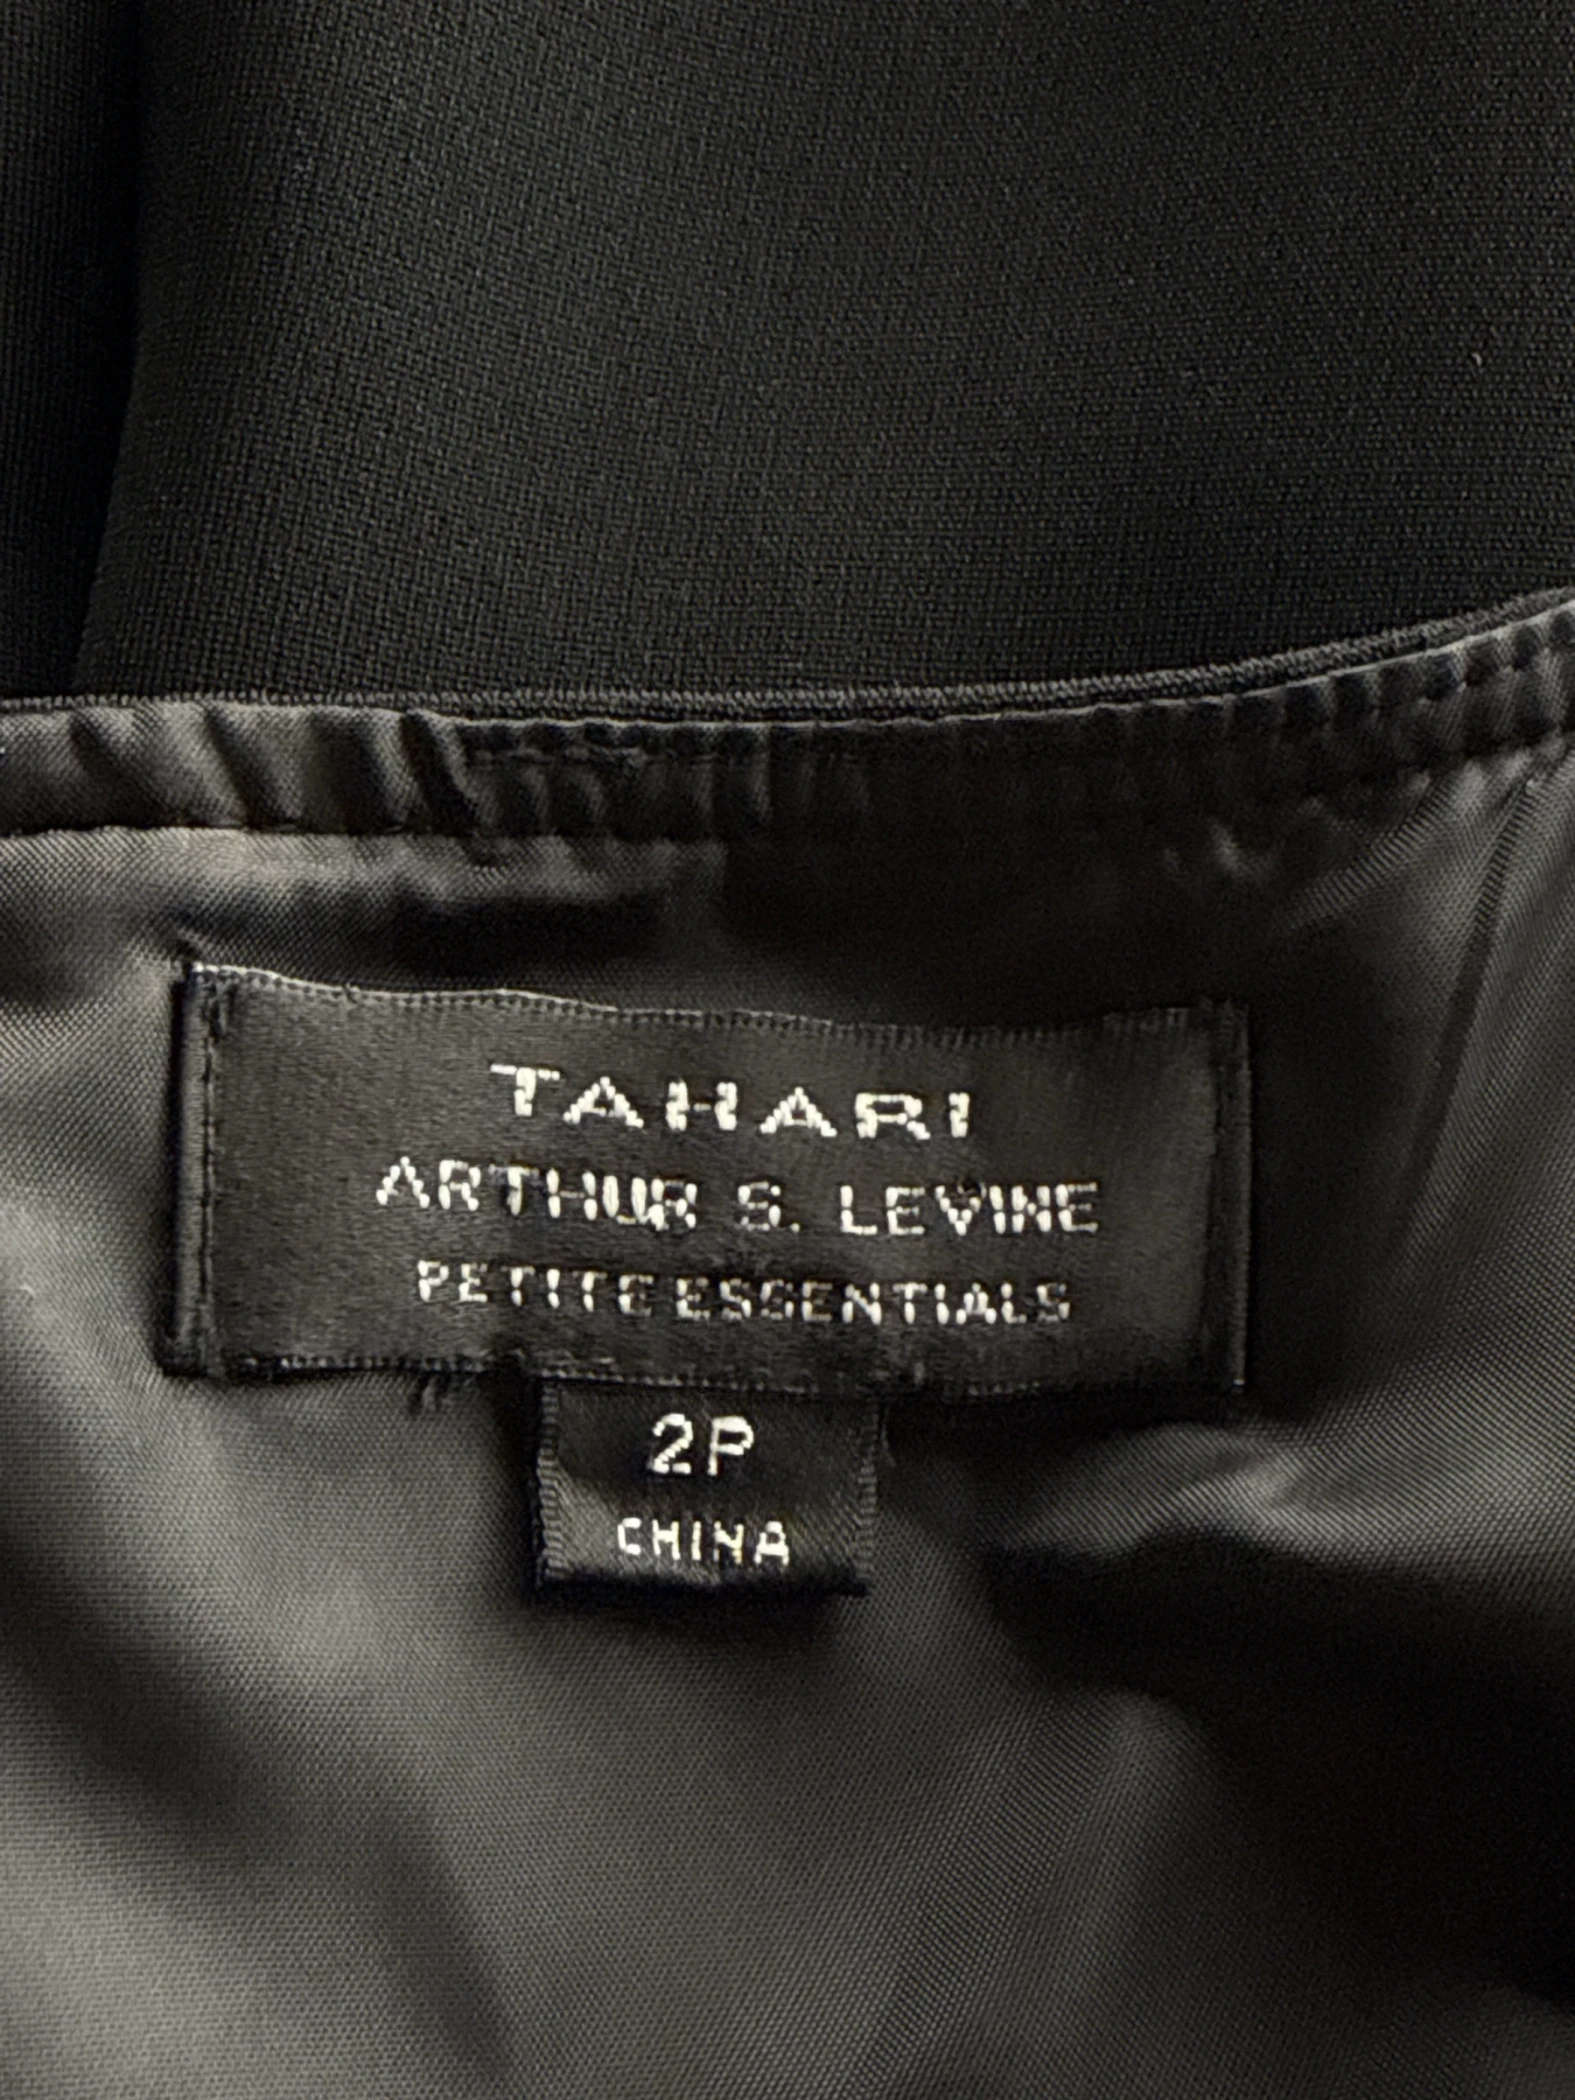 TAHARI
ARTHUR S. LEVINE
PETITE ESSENTIALS
2P
CHINA